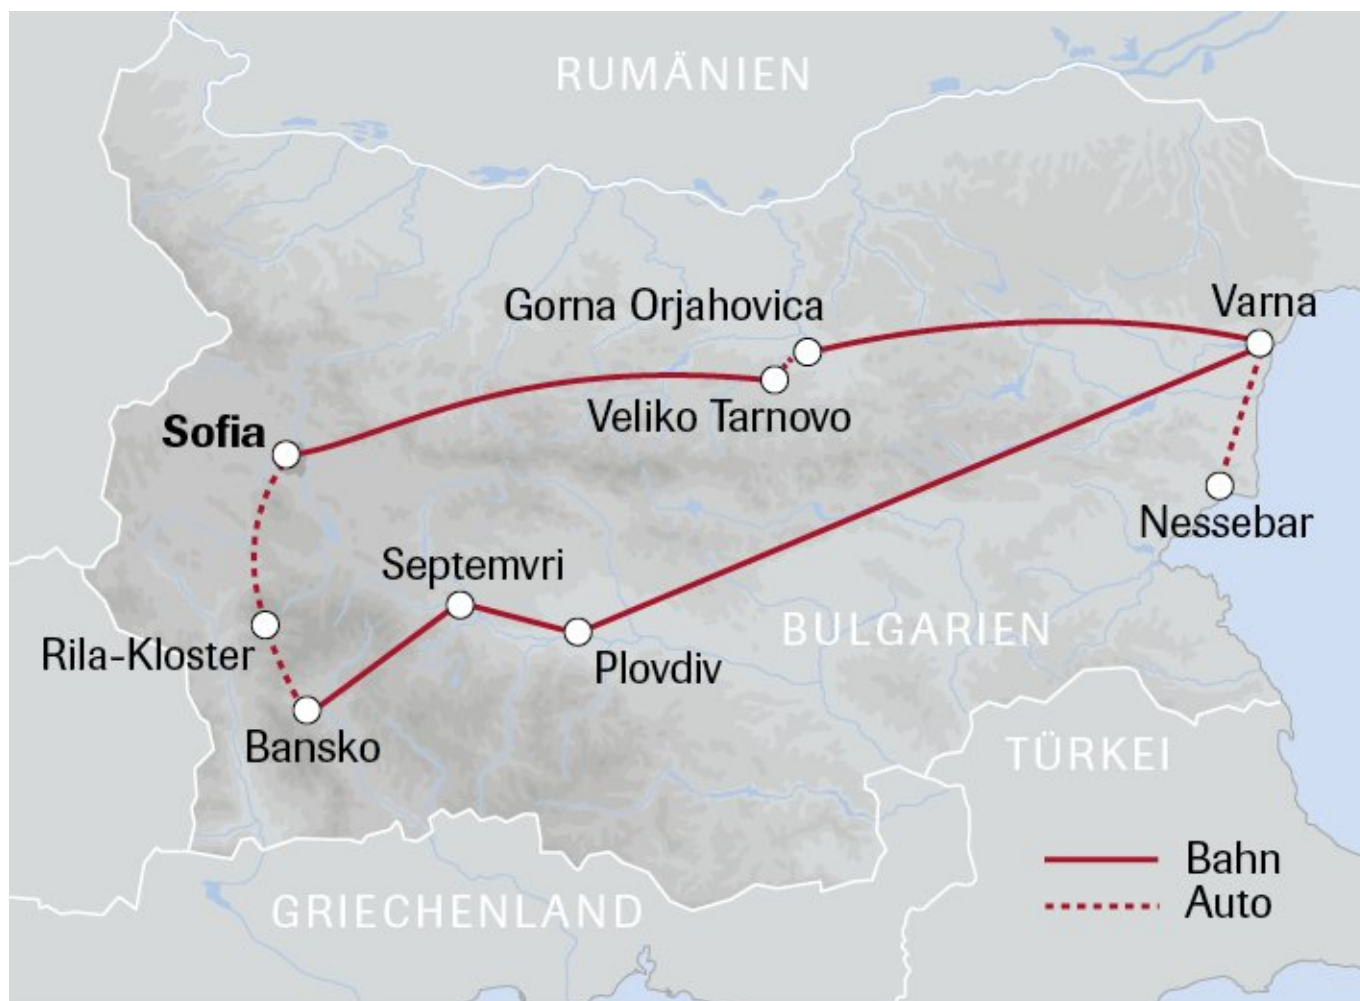 RUMÄNIEN
Gorna Orjahovica
Varna
Sofia
Veliko Tarnovo
Nessebar
Septemvri
BULGARIEN
Rila-Kloster
Plovdiv
Bansko
TÜRKEI
Bahn
Auto
GRIECHENLAND